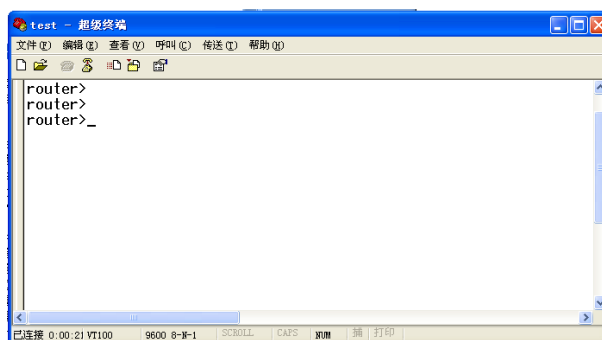 test - 超级终端
文件(F) 编辑(E) 查看(V) 呼叫(C) 传送(T) 帮助(H)
router>
router>
router>_
已连接 0:00:21 VT100 9600 8-N-1 SCROLL CAPS NUM 捕 打印